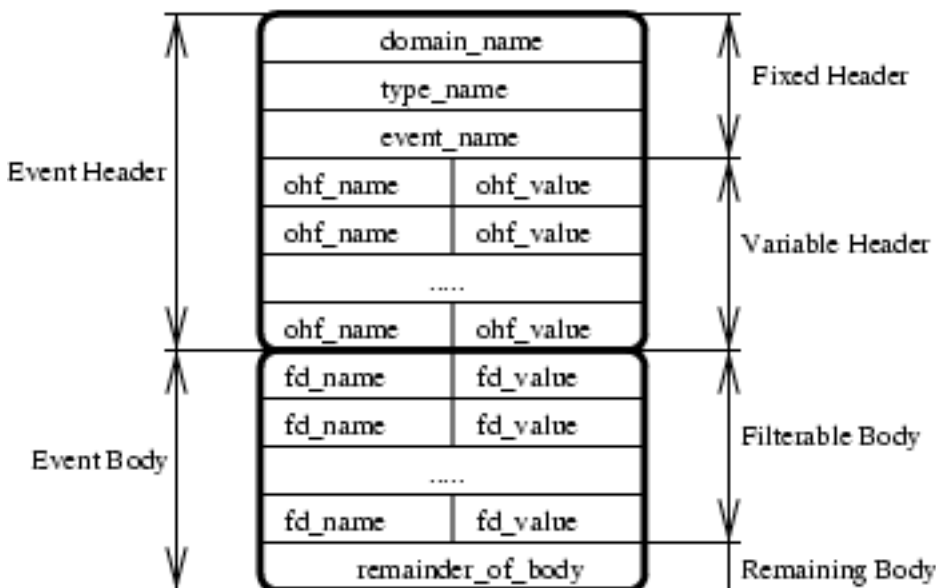 domain_name
Fixed Header
type_name
event_name
Event Header
ohf_name ohf_value
ohf_name ohf_value
Variable Header
.....
ohf_name ohf_value
fd_name fd_value
fd_name fd_value
Filterable Body
Event Body
.....
fd_name fd_value
remainder_of_body
Remaining Body